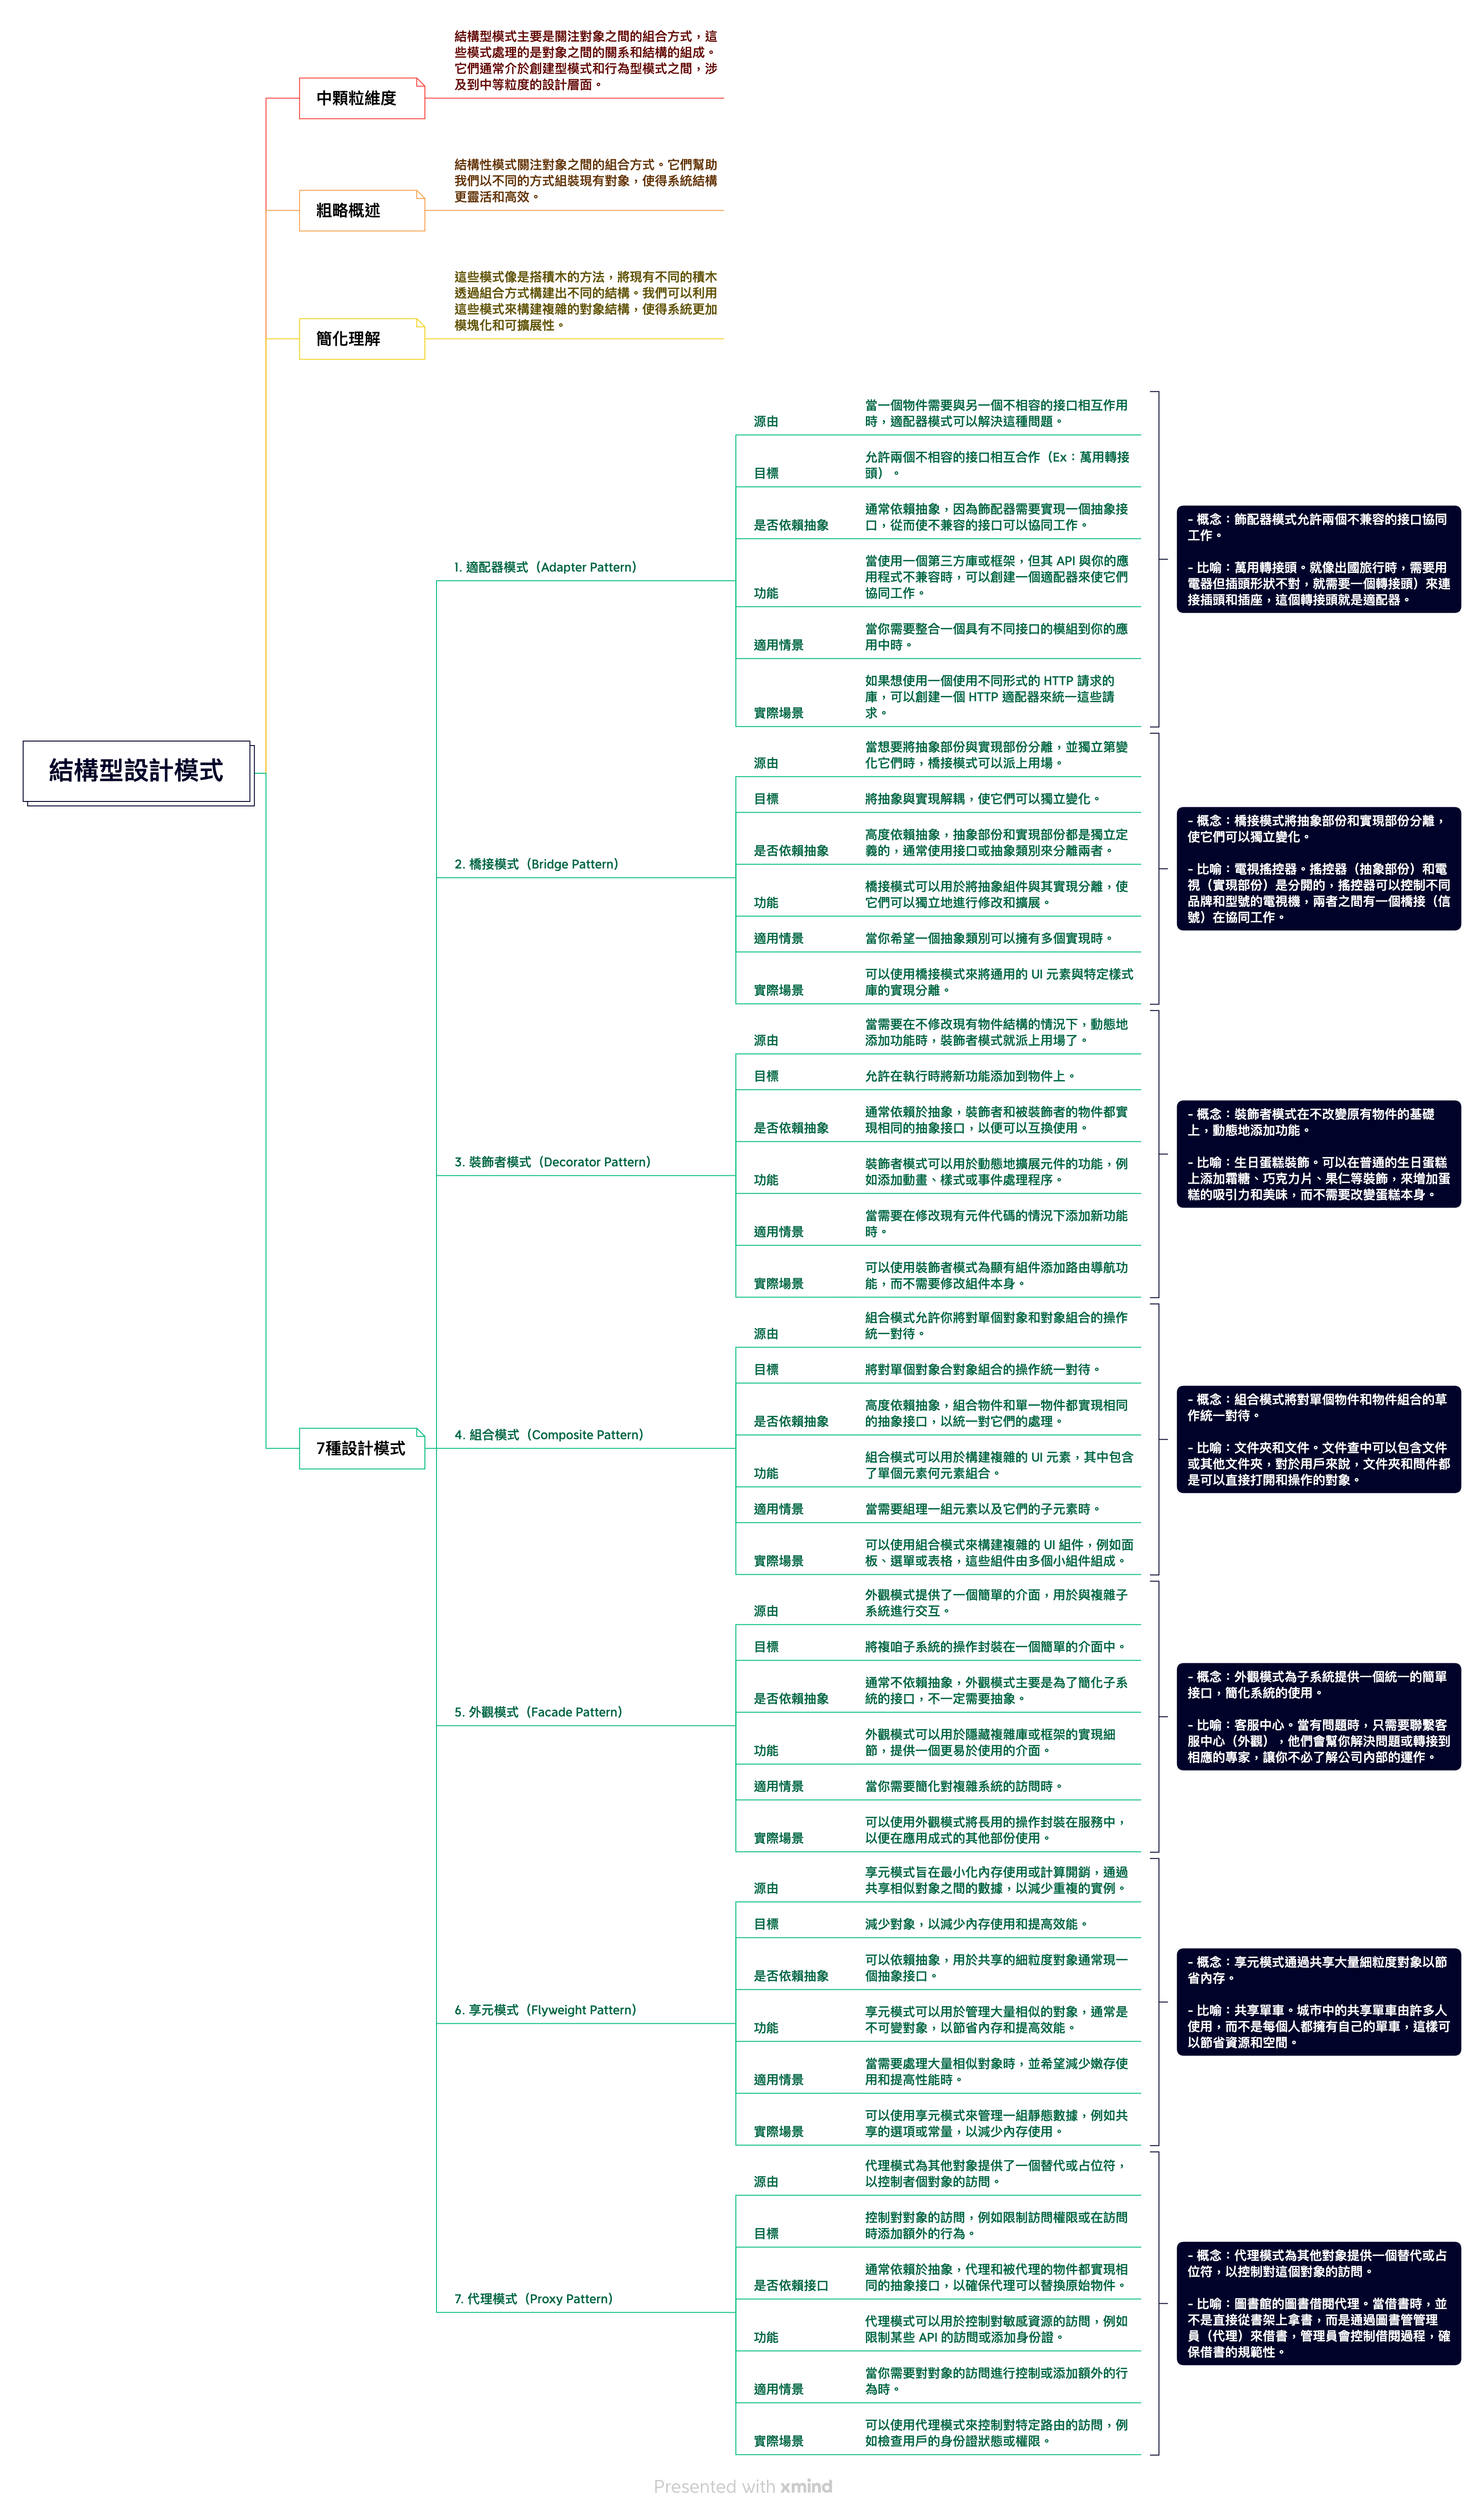 結構型模式主要是關注對象之間的組合方式，這
些模式處理的是對象之間的關系和結構的組成。
它們通常介於創建型模式和行為型模式之間，涉
及到中等粒度的設計層面。
中顆粒維度
結構性模式關注對象之間的組合方式。它們幫助
我們以不同的方式組裝現有對象，使得系統結構
更靈活和高效。
粗略概述
這些模式像是搭積木的方法，將現有不同的積木
透過組合方式構建出不同的結構。我們可以利用
這些模式來構建複雜的對象結構，使得系統更加
模塊化和可擴展性。
簡化理解
結構型設計模式
7種設計模式
1. 適配器模式（Adapter Pattern）
源由
當一個物件需要與另一個不相容的接口相互作用
時，適配器模式可以解決這種問題。
目標
允許兩個不相容的接口相互合作（Ex：萬用轉接
頭）。
是否依賴抽象
通常依賴抽象，因為飾配器需要實現一個抽象接
口，從而使不兼容的接口可以協同工作。
功能
當使用一個第三方庫或框架，但其 API 與你的應
用程式不兼容時，可以創建一個適配器來使它們
協同工作。
適用情景
當你需要整合一個具有不同接口的模組到你的應
用中時。
實際場景
如果想使用一個使用不同形式的 HTTP 請求的
庫，可以創建一個 HTTP 適配器來統一這些請
求。
- 概念：飾配器模式允許兩個不兼容的接口協同
工作。
- 比喻：萬用轉接頭。就像出國旅行時，需要用
電器但插頭形狀不對，就需要一個轉接頭）來連
接插頭和插座，這個轉接頭就是適配器。
2. 橋接模式（Bridge Pattern）
源由
當想要將抽象部份與實現部份分離，並獨立第變
化它們時，橋接模式可以派上用場。
目標
將抽象與實現解耦，使它們可以獨立變化。
是否依賴抽象
高度依賴抽象，抽象部份和實現部份都是獨立定
義的，通常使用接口或抽象類別來分離兩者。
功能
橋接模式可以用於將抽象組件與其實現分離，使
它們可以獨立地進行修改和擴展。
適用情景
當你希望一個抽象類別可以擁有多個實現時。
實際場景
可以使用橋接模式來將通用的 UI 元素與特定樣式
庫的實現分離。
- 概念：橋接模式將抽象部份和實現部份分離，
使它們可以獨立變化。
- 比喻：電視搖控器。搖控器（抽象部份）和電
視（實現部份）是分開的，搖控器可以控制不同
品牌和型號的電視機，兩者之間有一個橋接（信
號）在協同工作。
3. 裝飾者模式（Decorator Pattern）
源由
當需要在不修改現有物件結構的情況下，動態地
添加功能時，裝飾者模式就派上用場了。
目標
允許在執行時將新功能添加到物件上。
是否依賴抽象
通常依賴於抽象，裝飾者和被裝飾者的物件都實
現相同的抽象接口，以便可以互換使用。
功能
裝飾者模式可以用於動態地擴展元件的功能，例
如添加動畫、樣式或事件處理程序。
適用情景
當需要在修改現有元件代碼的情況下添加新功能
時。
實際場景
可以使用裝飾者模式為顯有組件添加路由導航功
能，而不需要修改組件本身。
- 概念：裝飾者模式在不改變原有物件的基礎
上，動態地添加功能。
- 比喻：生日蛋糕裝飾。可以在普通的生日蛋糕
上添加霜糖、巧克力片、果仁等裝飾，來增加蛋
糕的吸引力和美味，而不需要改變蛋糕本身。
4. 組合模式（Composite Pattern）
源由
組合模式允許你將對單個對象和對象組合的操作
統一對待。
目標
將對單個對象合對象組合的操作統一對待。
是否依賴抽象
高度依賴抽象，組合物件和單一物件都實現相同
的抽象接口，以統一對它們的處理。
功能
組合模式可以用於構建複雜的 UI 元素，其中包含
了單個元素何元素組合。
適用情景
當需要組理一組元素以及它們的子元素時。
實際場景
可以使用組合模式來構建複雜的 UI 組件，例如面
板、選單或表格，這些組件由多個小組件組成。
- 概念：組合模式將對單個物件和物件組合的草
作統一對待。
- 比喻：文件夾和文件。文件查中可以包含文件
或其他文件夾，對於用戶來說，文件夾和問件都
是可以直接打開和操作的對象。
5. 外觀模式（Facade Pattern）
源由
外觀模式提供了一個簡單的介面，用於與複雜子
系統進行交互。
目標
將複咱子系統的操作封裝在一個簡單的介面中。
是否依賴抽象
通常不依賴抽象，外觀模式主要是為了簡化子系
統的接口，不一定需要抽象。
功能
外觀模式可以用於隱藏複雜庫或框架的實現細
節，提供一個更易於使用的介面。
適用情景
當你需要簡化對複雜系統的訪問時。
實際場景
可以使用外觀模式將長用的操作封裝在服務中，
以便在應用成式的其他部份使用。
- 概念：外觀模式為子系統提供一個統一的簡單
接口，簡化系統的使用。
- 比喻：客服中心。當有問題時，只需要聯繫客
服中心（外觀），他們會幫你解決問題或轉接到
相應的專家，讓你不必了解公司內部的運作。
6. 享元模式（Flyweight Pattern）
源由
享元模式旨在最小化內存使用或計算開銷，通過
共享相似對象之間的數據，以減少重複的實例。
目標
減少對象，以減少內存使用和提高效能。
是否依賴抽象
可以依賴抽象，用於共享的細粒度對象通常現一
個抽象接口。
功能
享元模式可以用於管理大量相似的對象，通常是
不可變對象，以節省內存和提高效能。
適用情景
當需要處理大量相似對象時，並希望減少嫩存使
用和提高性能時。
實際場景
可以使用享元模式來管理一組靜態數據，例如共
享的選項或常量，以減少內存使用。
- 概念：享元模式通過共享大量細粒度對象以節
省內存。
- 比喻：共享單車。城市中的共享單車由許多人
使用，而不是每個人都擁有自己的單車，這樣可
以節省資源和空間。
7. 代理模式（Proxy Pattern）
源由
代理模式為其他對象提供了一個替代或占位符，
以控制者個對象的訪問。
目標
控制對對象的訪問，例如限制訪問權限或在訪問
時添加額外的行為。
是否依賴接口
通常依賴於抽象，代理和被代理的物件都實現相
同的抽象接口，以確保代理可以替換原始物件。
功能
代理模式可以用於控制對敏感資源的訪問，例如
限制某些 API 的訪問或添加身份證。
適用情景
當你需要對對象的訪問進行控制或添加額外的行
為時。
實際場景
可以使用代理模式來控制對特定路由的訪問，例
如檢查用戶的身份證狀態或權限。
- 概念：代理模式為其他對象提供一個替代或占
位符，以控制對這個對象的訪問。
- 比喻：圖書館的圖書借閱代理。當借書時，並
不是直接從書架上拿書，而是通過圖書管管理
員（代理）來借書，管理員會控制借閱過程，確
保借書的規範性。
Presented with xmind